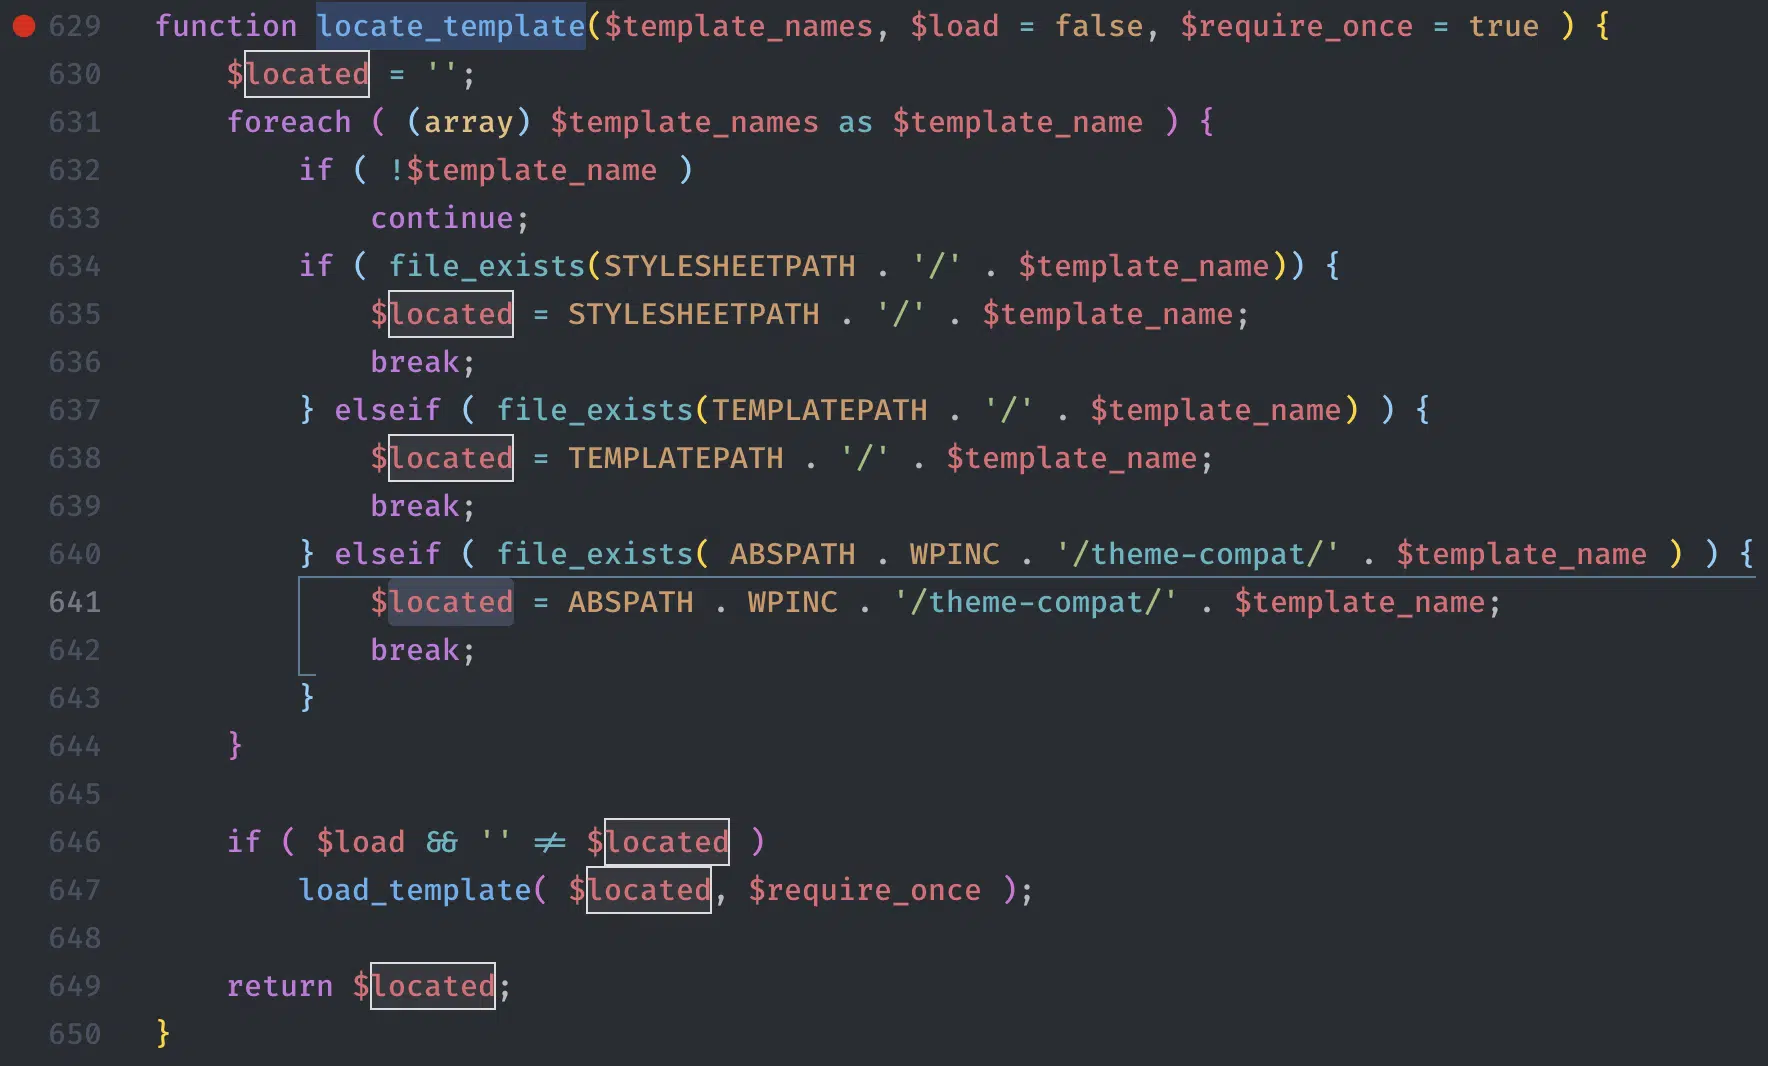 629 function locate_template($template_names, $load = false, $require_once = true ) {
630     $located = '';
631     foreach ( (array) $template_names as $template_name ) {
632         if ( !$template_name )
633             continue;
634         if ( file_exists(STYLESHEETPATH . '/' . $template_name)) {
635             $located = STYLESHEETPATH . '/' . $template_name;
636             break;
637         } elseif ( file_exists(TEMPLATEPATH . '/' . $template_name) ) {
638             $located = TEMPLATEPATH . '/' . $template_name;
639             break;
640         } elseif ( file_exists( ABSPATH . WPINC . '/theme-compat/' . $template_name ) ) {
641             $located = ABSPATH . WPINC . '/theme-compat/' . $template_name;
642             break;
643         }
644     }
645
646     if ( $load && '' != $located )
647         load_template( $located, $require_once );
648
649     return $located;
650 }